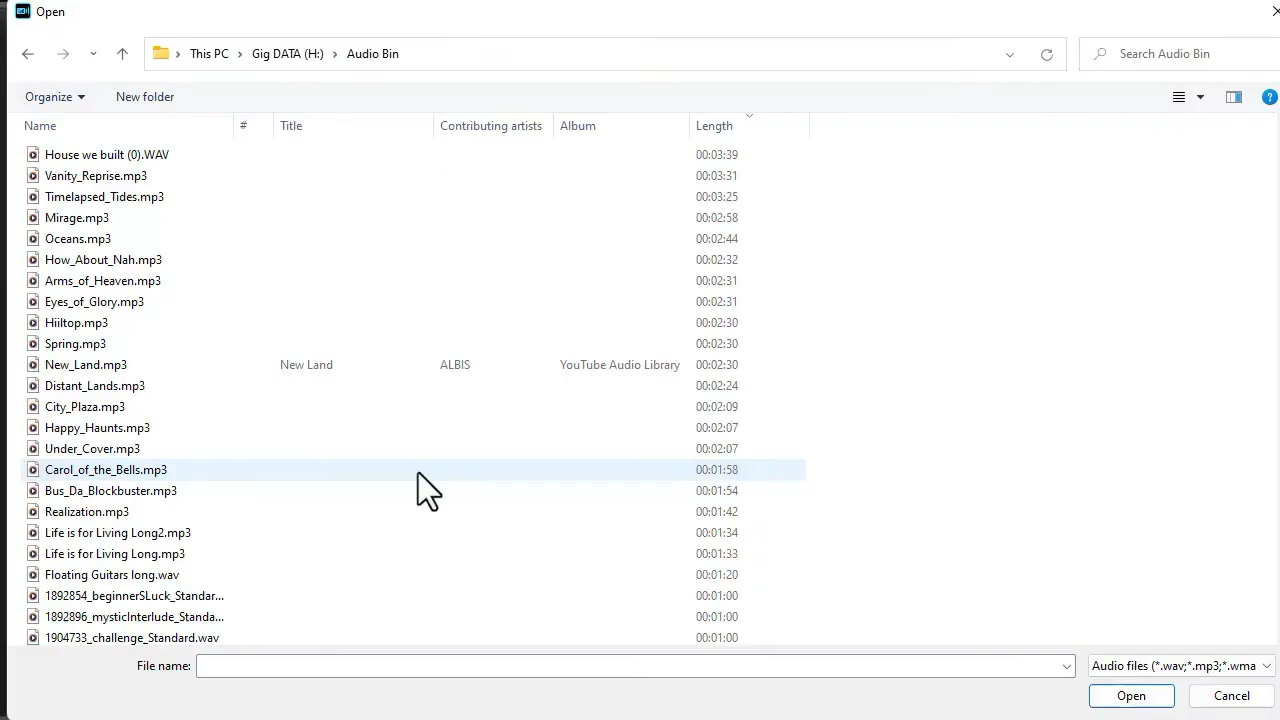 Open
This PC > Gig DATA (H:) > Audio Bin
Search Audio Bin
Organize
New folder
?
Name # Title Contributing artists Album Length
House we built (0).WAV 00:03:39
Vanity_Reprise.mp3 00:03:31
Timelapsed_Tides.mp3 00:03:25
Mirage.mp3 00:02:58
Oceans.mp3 00:02:44
How_About_Nah.mp3 00:02:32
Arms_of_Heaven.mp3 00:02:31
Eyes_of_Glory.mp3 00:02:31
Hiiltop.mp3 00:02:30
Spring.mp3 00:02:30
New_Land.mp3 New Land ALBIS YouTube Audio Library 00:02:30
Distant_Lands.mp3 00:02:24
City_Plaza.mp3 00:02:09
Happy_Haunts.mp3 00:02:07
Under_Cover.mp3 00:02:07
Carol_of_the_Bells.mp3 00:01:58
Bus_Da_Blockbuster.mp3 00:01:54
Realization.mp3 00:01:42
Life is for Living Long2.mp3 00:01:34
Life is for Living Long.mp3 00:01:33
Floating Guitars long.wav 00:01:20
1892854_beginnerSLuck_Standar... 00:01:00
1892896_mysticInterlude_Standa... 00:01:00
1904733_challenge_Standard.wav 00:01:00
File name:
Audio files (*.wav;*.mp3;*.wma
Open
Cancel